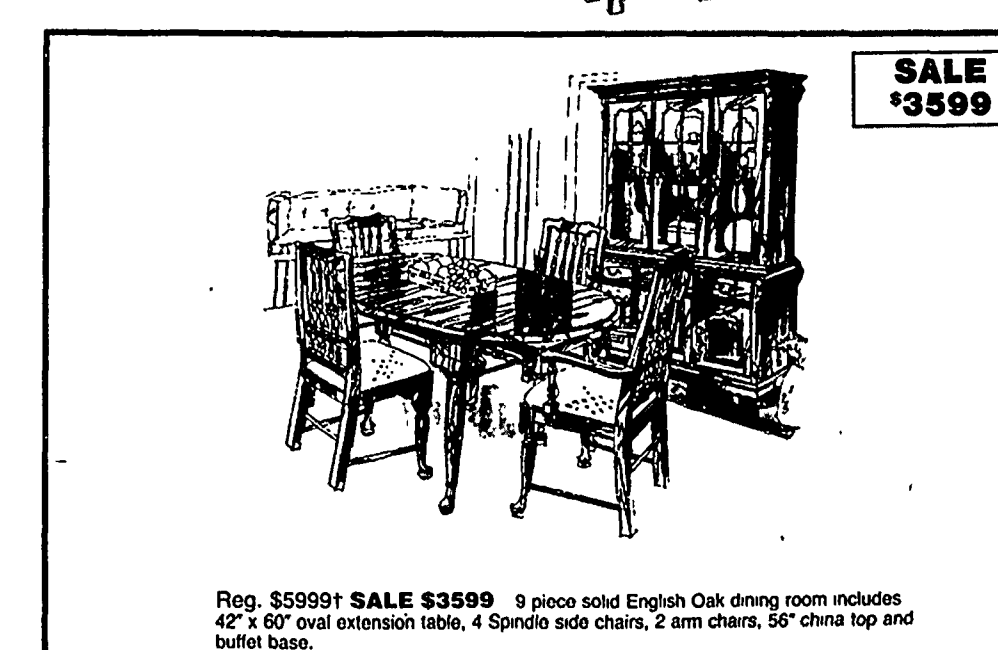 SALE
$3599
Reg. $5999† SALE $3599 9 piece solid English Oak dining room includes
42" x 60" oval extension table, 4 Spindle side chairs, 2 arm chairs, 56" china top and
buffet base.